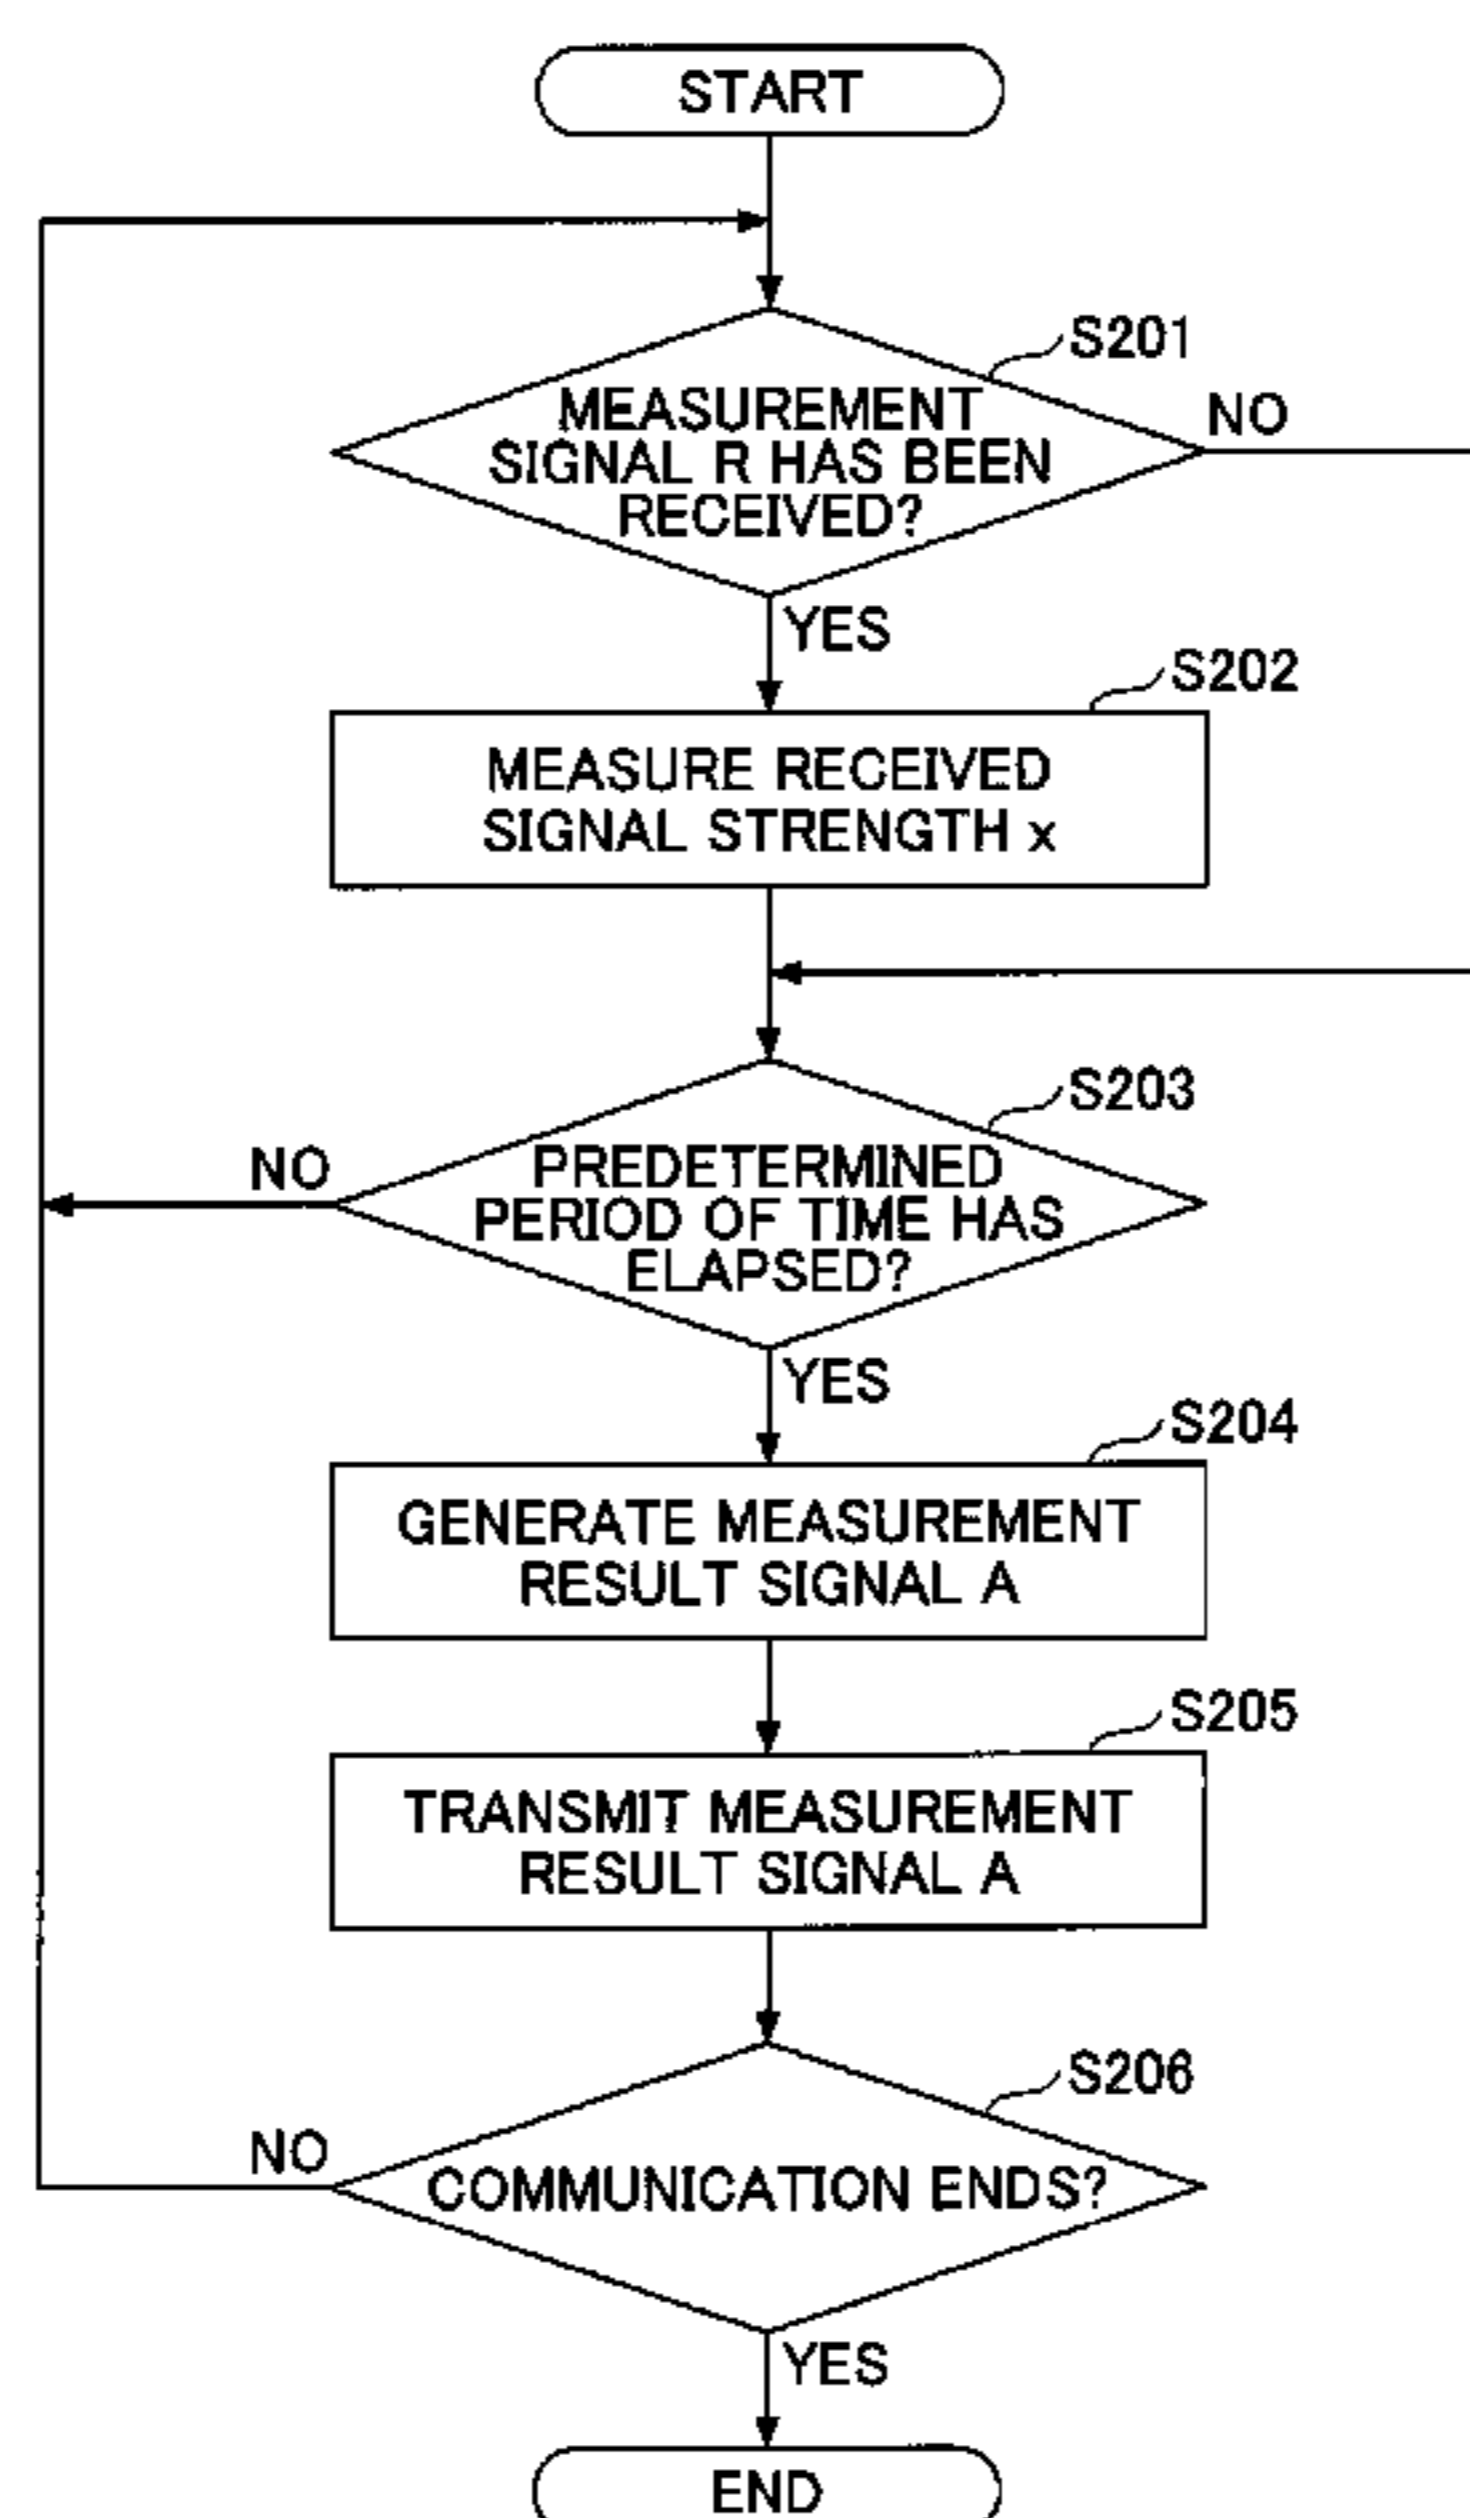 START
S201
MEASUREMENT
SIGNAL R HAS BEEN
RECEIVED?
NO
YES
S202
MEASURE RECEIVED
SIGNAL STRENGTH x
S203
PREDETERMINED
PERIOD OF TIME HAS
ELAPSED?
NO
YES
S204
GENERATE MEASUREMENT
RESULT SIGNAL A
S205
TRANSMIT MEASUREMENT
RESULT SIGNAL A
S206
NO
COMMUNICATION ENDS?
YES
END